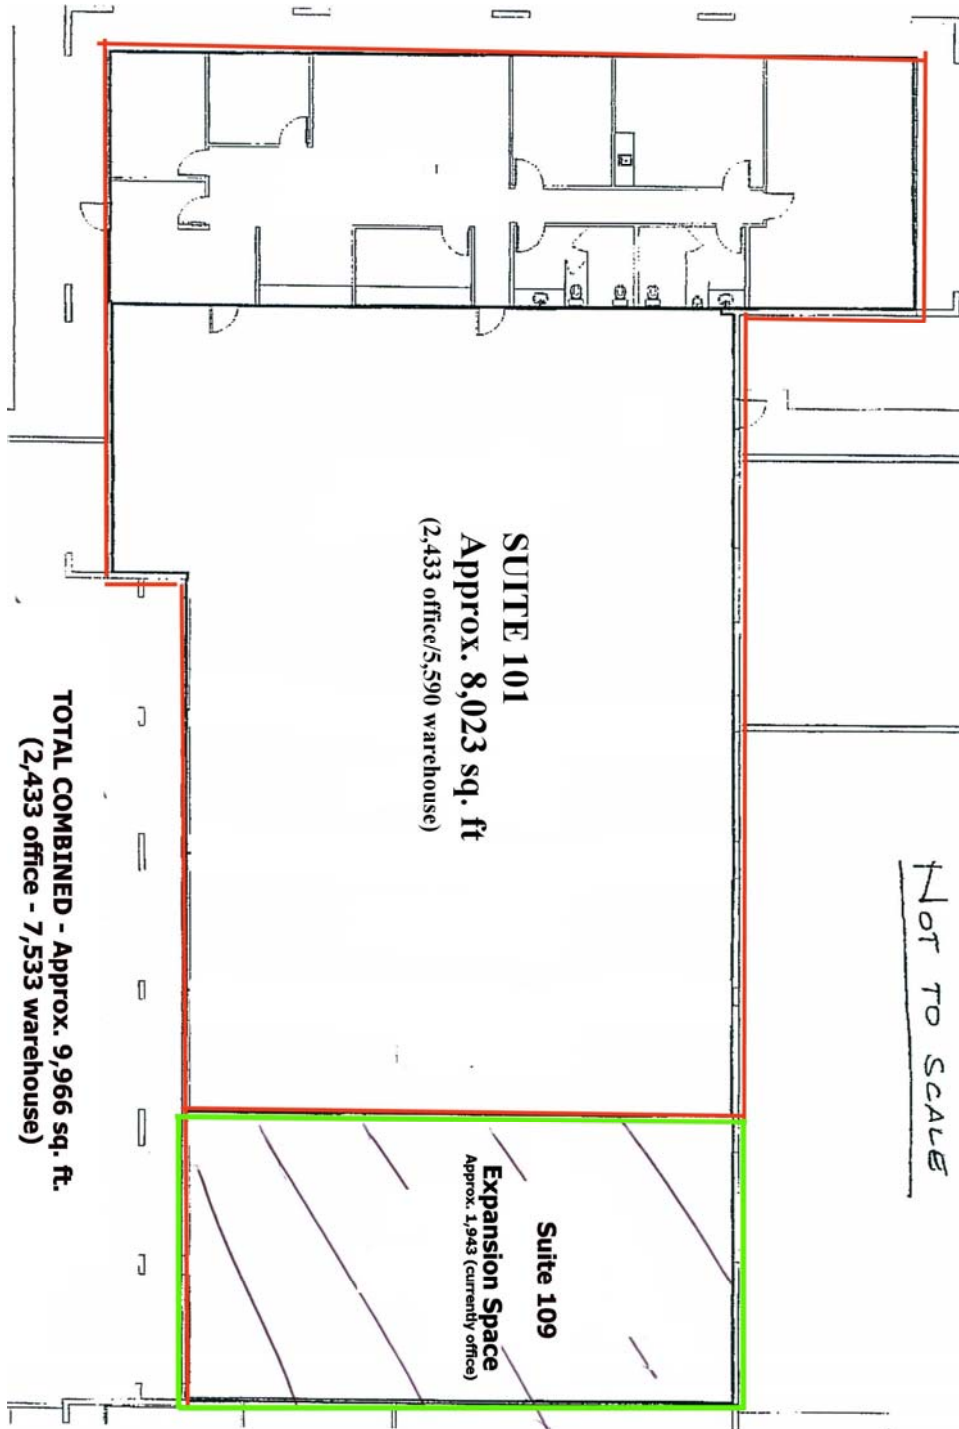 SUITE 101
Approx. 8,023 sq. ft
(2,433 office/5,590 warehouse)
NOT TO SCALE
Suite 109
Expansion Space
Approx. 1,943 (currently office)
TOTAL COMBINED - Approx. 9,966 sq. ft.
(2,433 office - 7,533 warehouse)